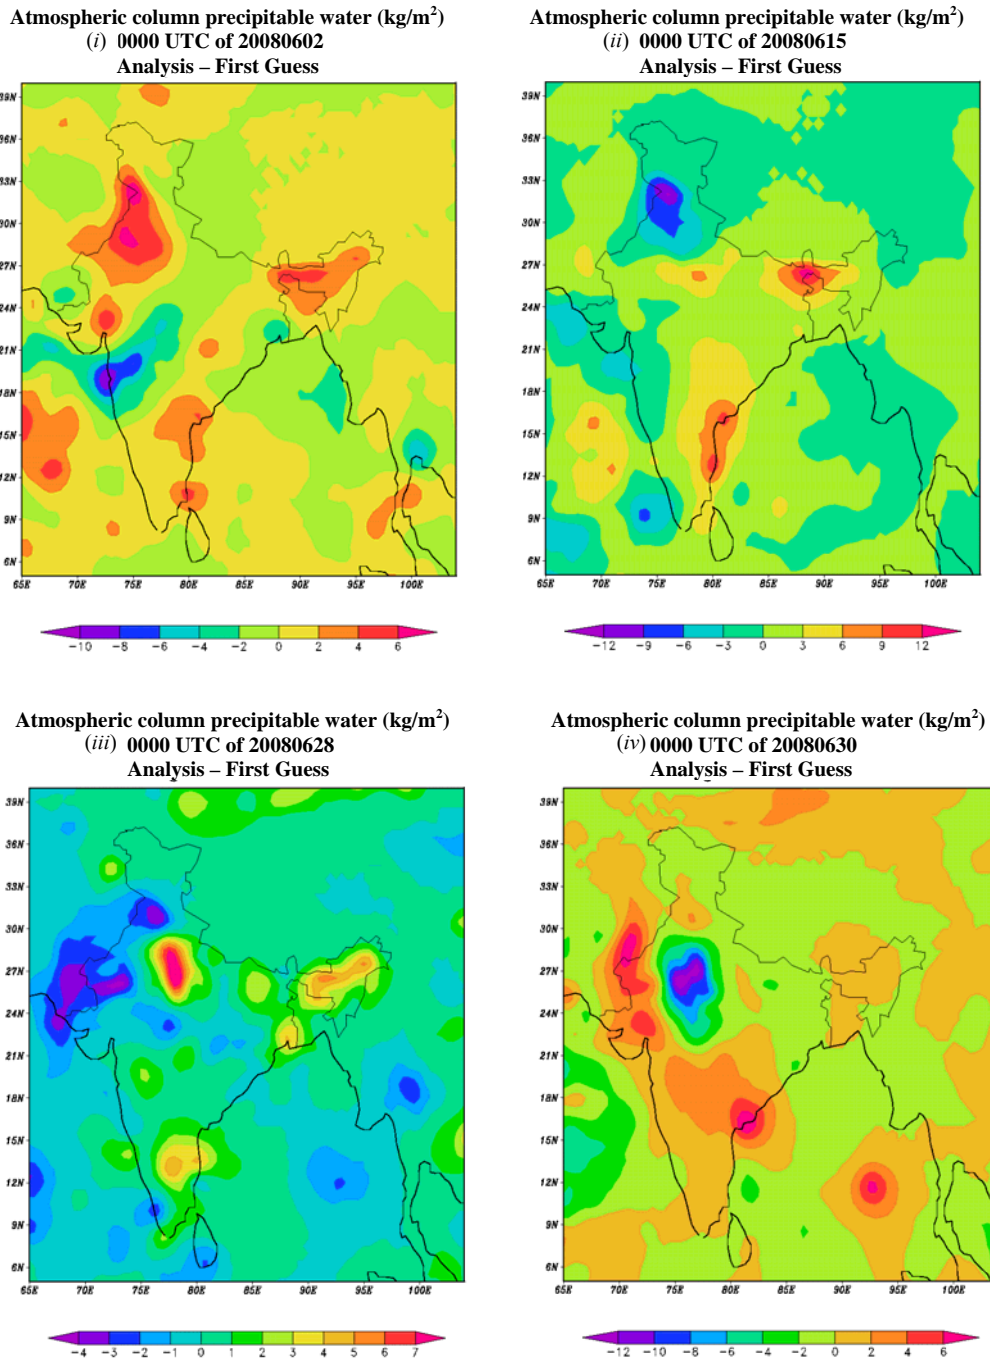 Atmospheric column precipitable water (kg/m²)
(i) 0000 UTC of 20080602
Analysis – First Guess
39N
36N
33N
30N
27N
24N
21N
18N
15N
12N
9N
6N
65E 70E 75E 80E 85E 90E 95E 100E
−10 −8 −6 −4 −2 0 2 4 6
Atmospheric column precipitable water (kg/m²)
(ii) 0000 UTC of 20080615
Analysis – First Guess
39N
36N
33N
30N
27N
24N
21N
18N
15N
12N
9N
6N
65E 70E 75E 80E 85E 90E 95E 100E
−12 −9 −6 −3 0 3 6 9 12
Atmospheric column precipitable water (kg/m²)
(iii) 0000 UTC of 20080628
Analysis – First Guess
39N
36N
33N
30N
27N
24N
21N
18N
15N
12N
9N
6N
65E 70E 75E 80E 85E 90E 95E 100E
−4 −3 −2 −1 0 1 2 3 4 5 6 7
Atmospheric column precipitable water (kg/m²)
(iv) 0000 UTC of 20080630
Analysis – First Guess
39N
36N
33N
30N
27N
24N
21N
18N
15N
12N
9N
6N
65E 70E 75E 80E 85E 90E 95E 100E
−12 −10 −8 −6 −4 −2 0 2 4 6